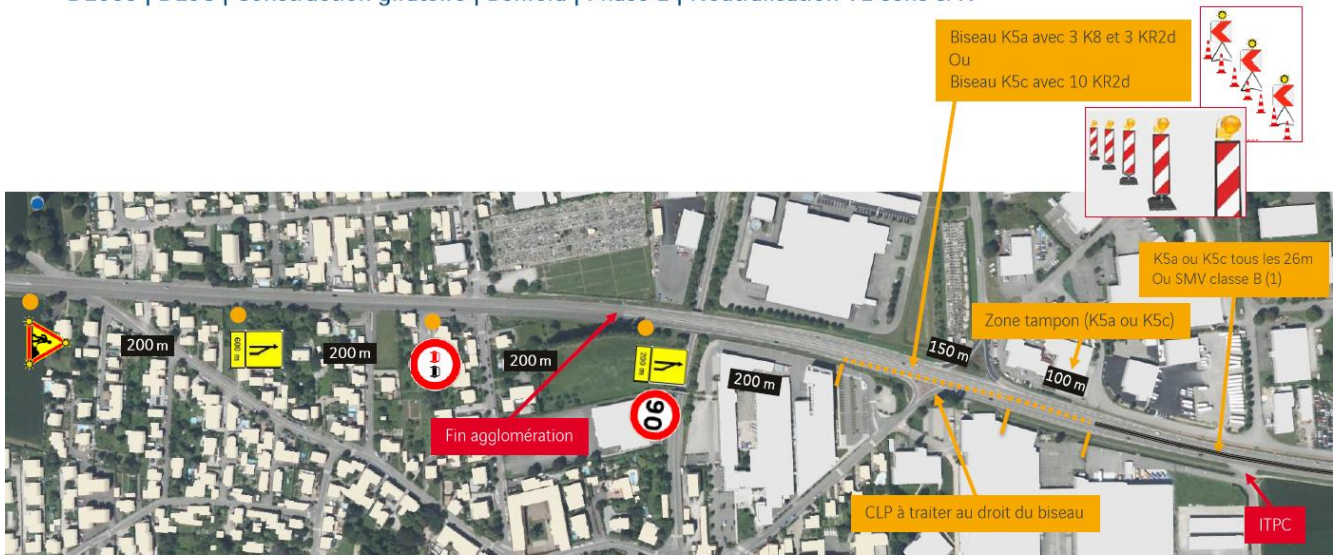 Biseau K5a avec 3 K8 et 3 KR2d
Ou
Biseau K5c avec 10 KR2d
K5a ou K5c tous les 26m
Ou SMV classe B (1)
Zone tampon (K5a ou K5c)
150 m
100 m
200 m
600 m
200 m
200 m
200 m
90
200 m
Fin agglomération
CLP à traiter au droit du biseau
ITPC